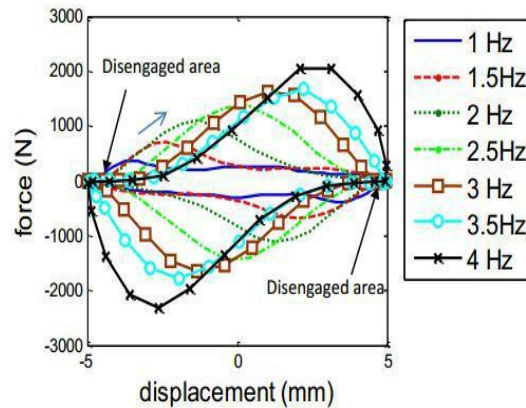 3000
2000
1000
0
-1000
-2000
-3000
-5
0
5
force (N)
displacement (mm)
Disengaged area
Disengaged area
1 Hz
1.5Hz
2 Hz
2.5Hz
3 Hz
3.5Hz
4 Hz